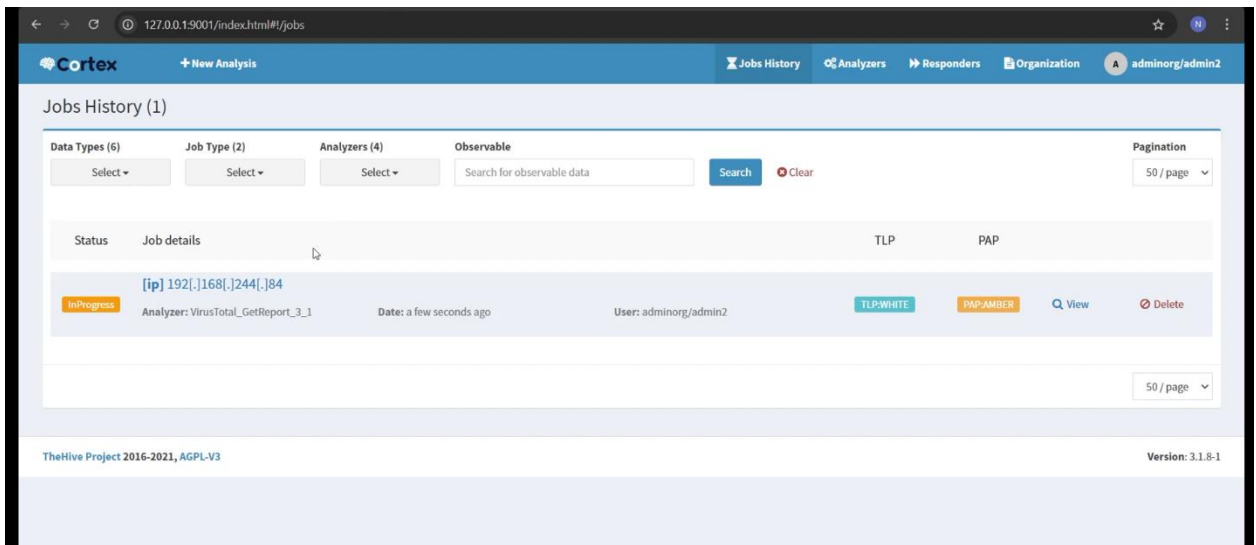 127.0.0.1:9001/index.html#!/jobs N
Cortex + New Analysis Jobs History Analyzers Responders Organization A adminorg/admin2
Jobs History (1)
Data Types (6) Job Type (2) Analyzers (4) Observable Pagination
Select Select Select Search for observable data Search Clear 50 / page
Status Job details TLP PAP
[ip] 192[.]168[.]244[.]84
InProgress Analyzer: VirusTotal_GetReport_3_1 Date: a few seconds ago User: adminorg/admin2 TLP:WHITE PAP:AMBER View Delete
50 / page
TheHive Project 2016-2021, AGPL-V3 Version: 3.1.8-1